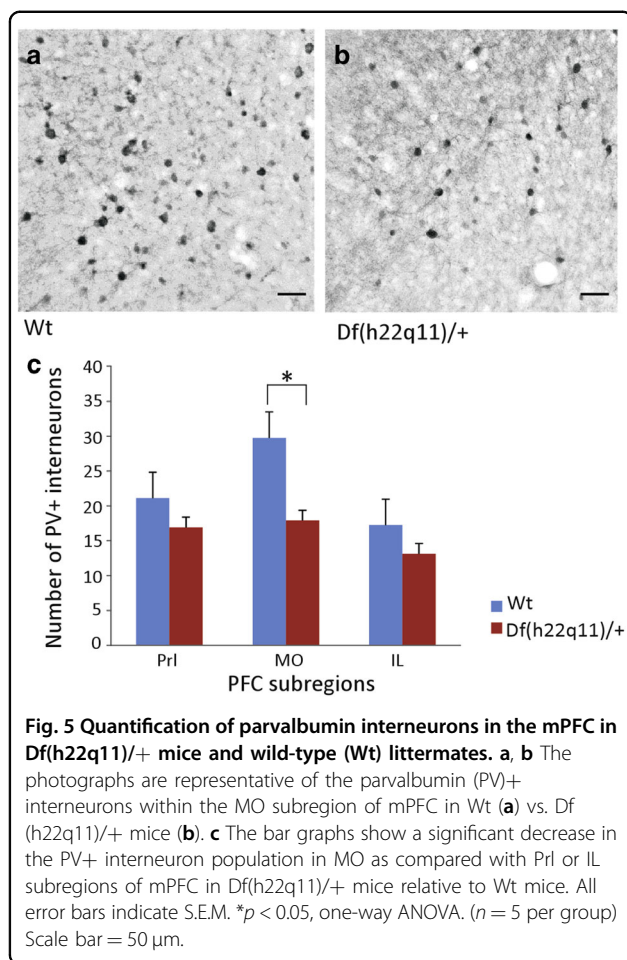 a
b
Wt
Df(h22q11)/+
c
Number of PV+ interneurons
40
35
30
25
20
15
10
5
0
*
Prl
MO
IL
PFC subregions
Wt
Df(h22q11)/+
Fig. 5 Quantification of parvalbumin interneurons in the mPFC in
Df(h22q11)/+ mice and wild-type (Wt) littermates. a, b The
photographs are representative of the parvalbumin (PV)+
interneurons within the MO subregion of mPFC in Wt (a) vs. Df
(h22q11)/+ mice (b). c The bar graphs show a significant decrease in
the PV+ interneuron population in MO as compared with Prl or IL
subregions of mPFC in Df(h22q11)/+ mice relative to Wt mice. All
error bars indicate S.E.M. *p < 0.05, one-way ANOVA. (n = 5 per group)
Scale bar = 50 µm.